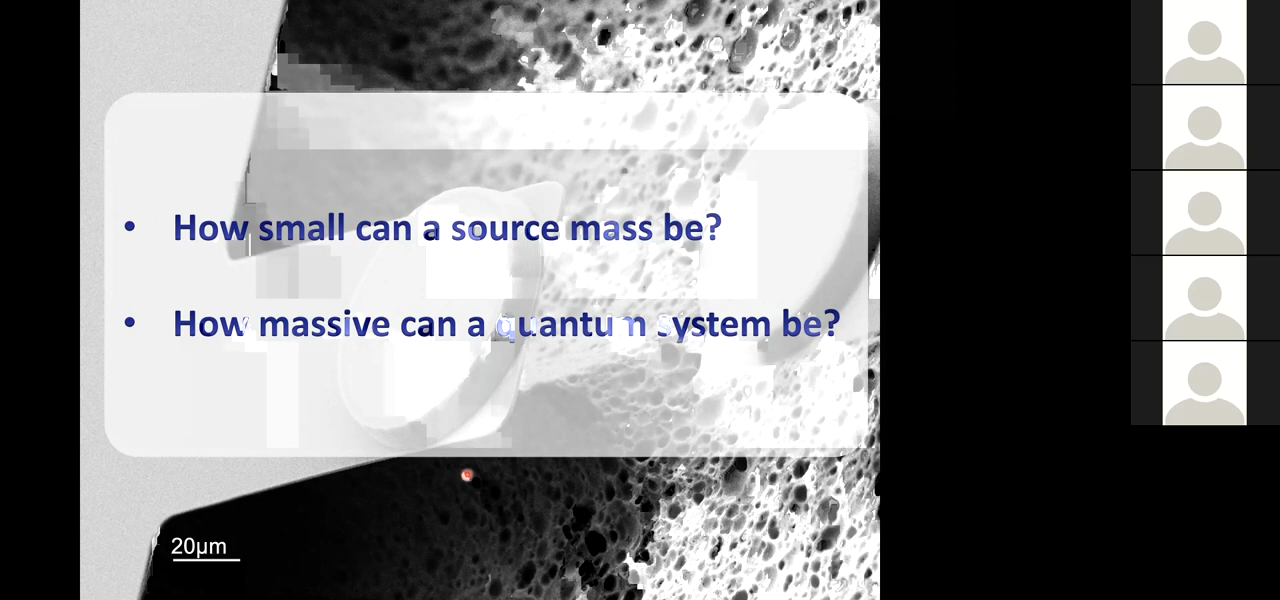 • How small can a source mass be?
• How massive can a quantum system be?
20μm